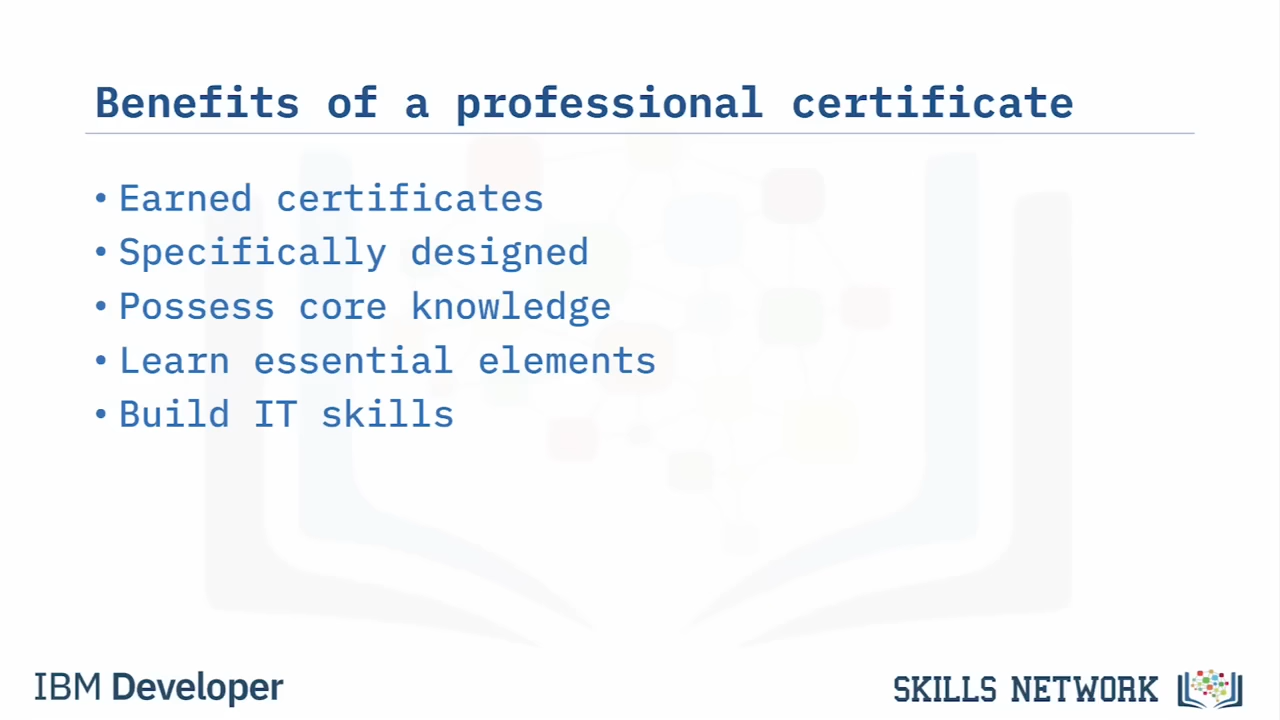 Benefits of a professional certificate
• Earned certificates
• Specifically designed
• Possess core knowledge
• Learn essential elements
• Build IT skills
IBM Developer
SKILLS NETWORK